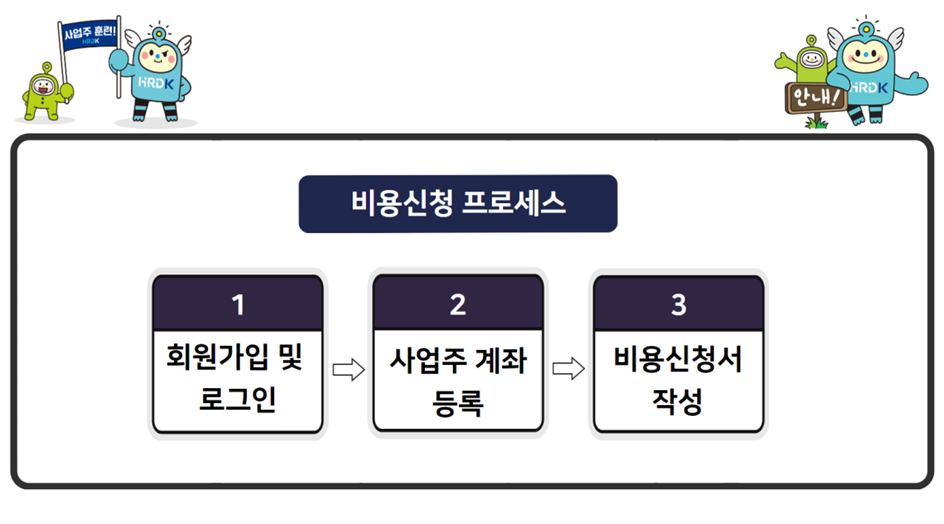 사업주 훈련!
HRDK
HRDK
안내!
HRDK
비용신청 프로세스
1
회원가입 및
로그인
2
사업주 계좌
등록
3
비용신청서
작성